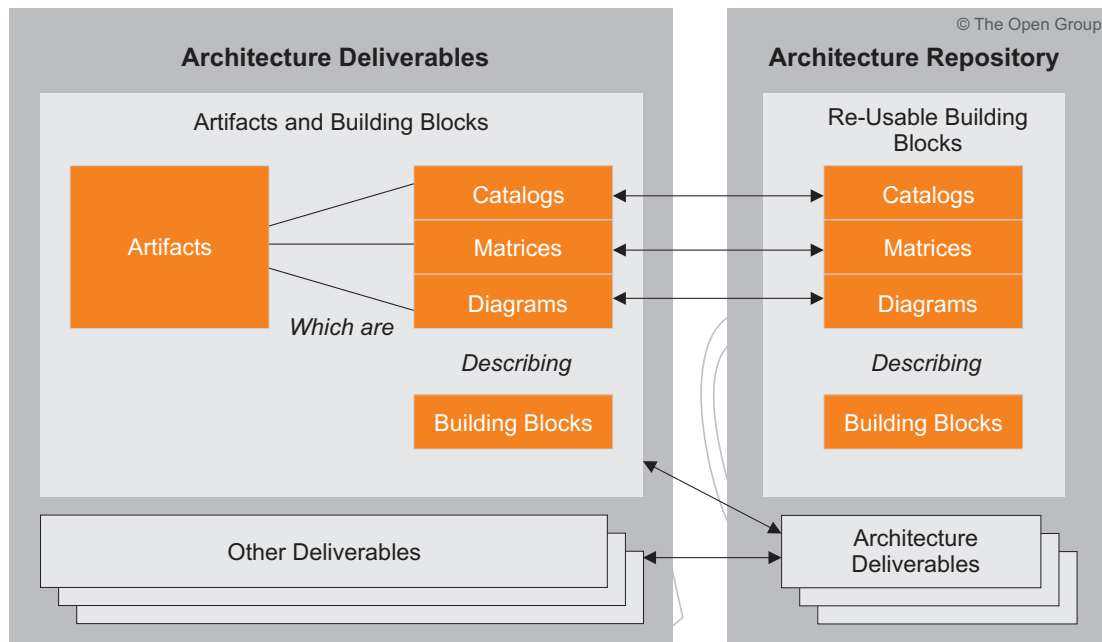 © The Open Group
Architecture Deliverables
Artifacts and Building Blocks
Artifacts
Which are
Catalogs
Matrices
Diagrams
Describing
Building Blocks
Other Deliverables
Architecture Repository
Re-Usable Building
Blocks
Catalogs
Matrices
Diagrams
Describing
Building Blocks
Architecture
Deliverables